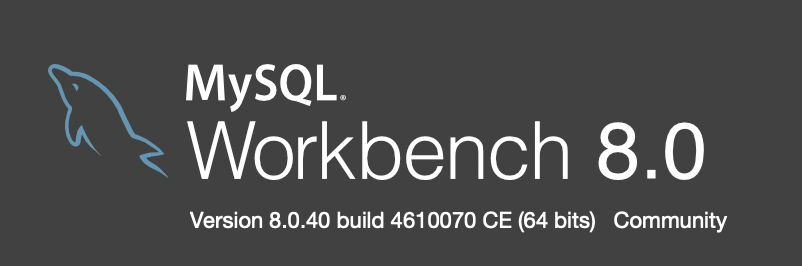 MySQL®
Workbench 8.0
Version 8.0.40 build 4610070 CE (64 bits) Community